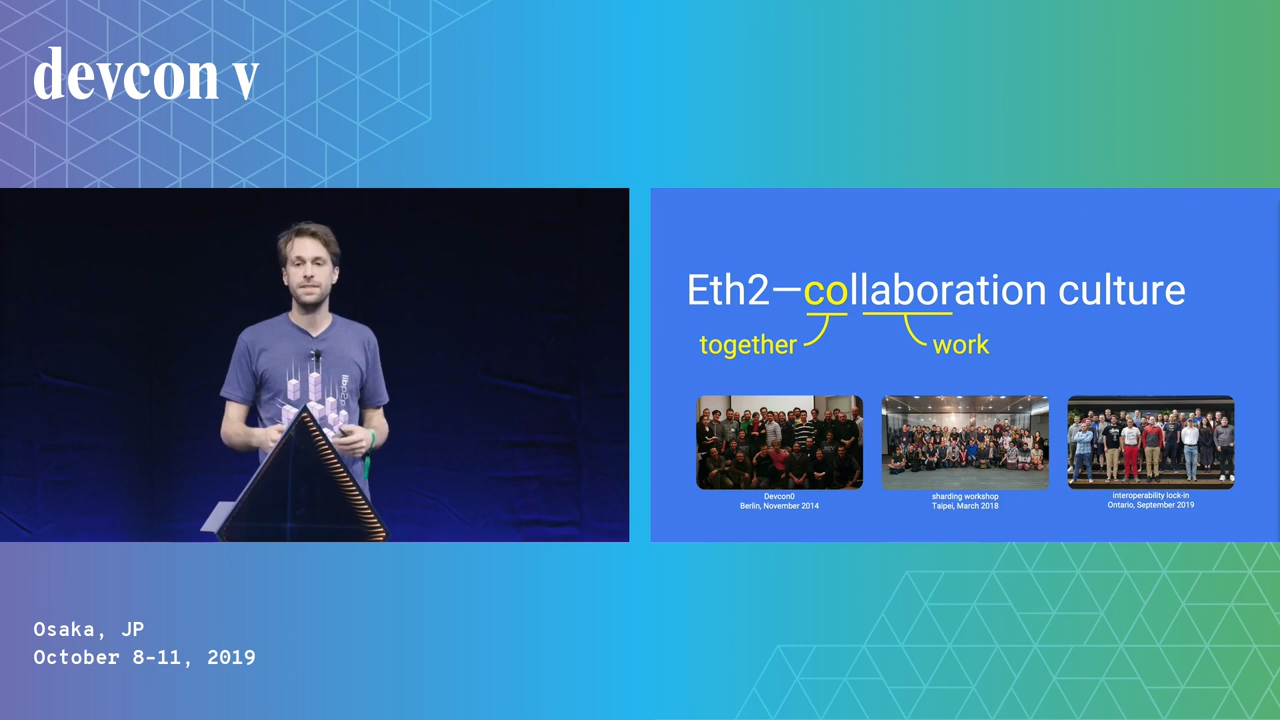 devcon v
libp2p
Eth2—collaboration culture
together
work
Devcon0
Berlin, November 2014
sharding workshop
Taipei, March 2018
interoperability lock-in
Ontario, September 2019
Osaka, JP
October 8-11, 2019